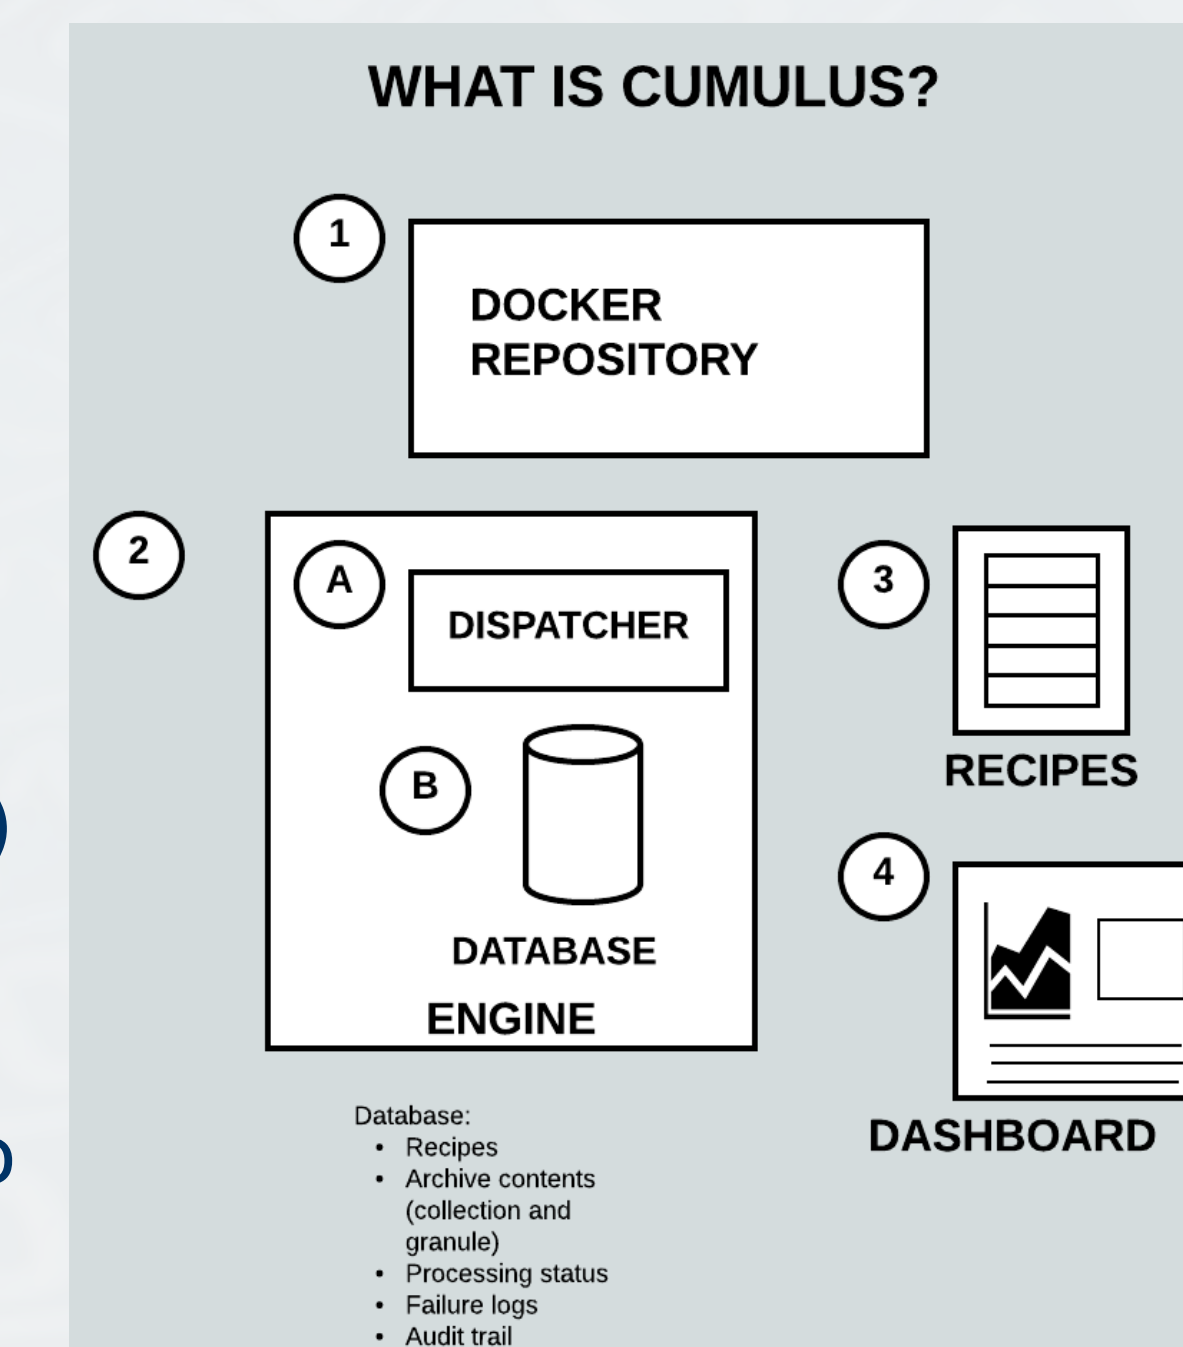 WHAT IS CUMULUS?
1
DOCKER
REPOSITORY
2
A
DISPATCHER
B
DATABASE
ENGINE
3
RECIPES
4
DASHBOARD
Database:
• Recipes
• Archive contents
(collection and
granule)
• Processing status
• Failure logs
• Audit trail